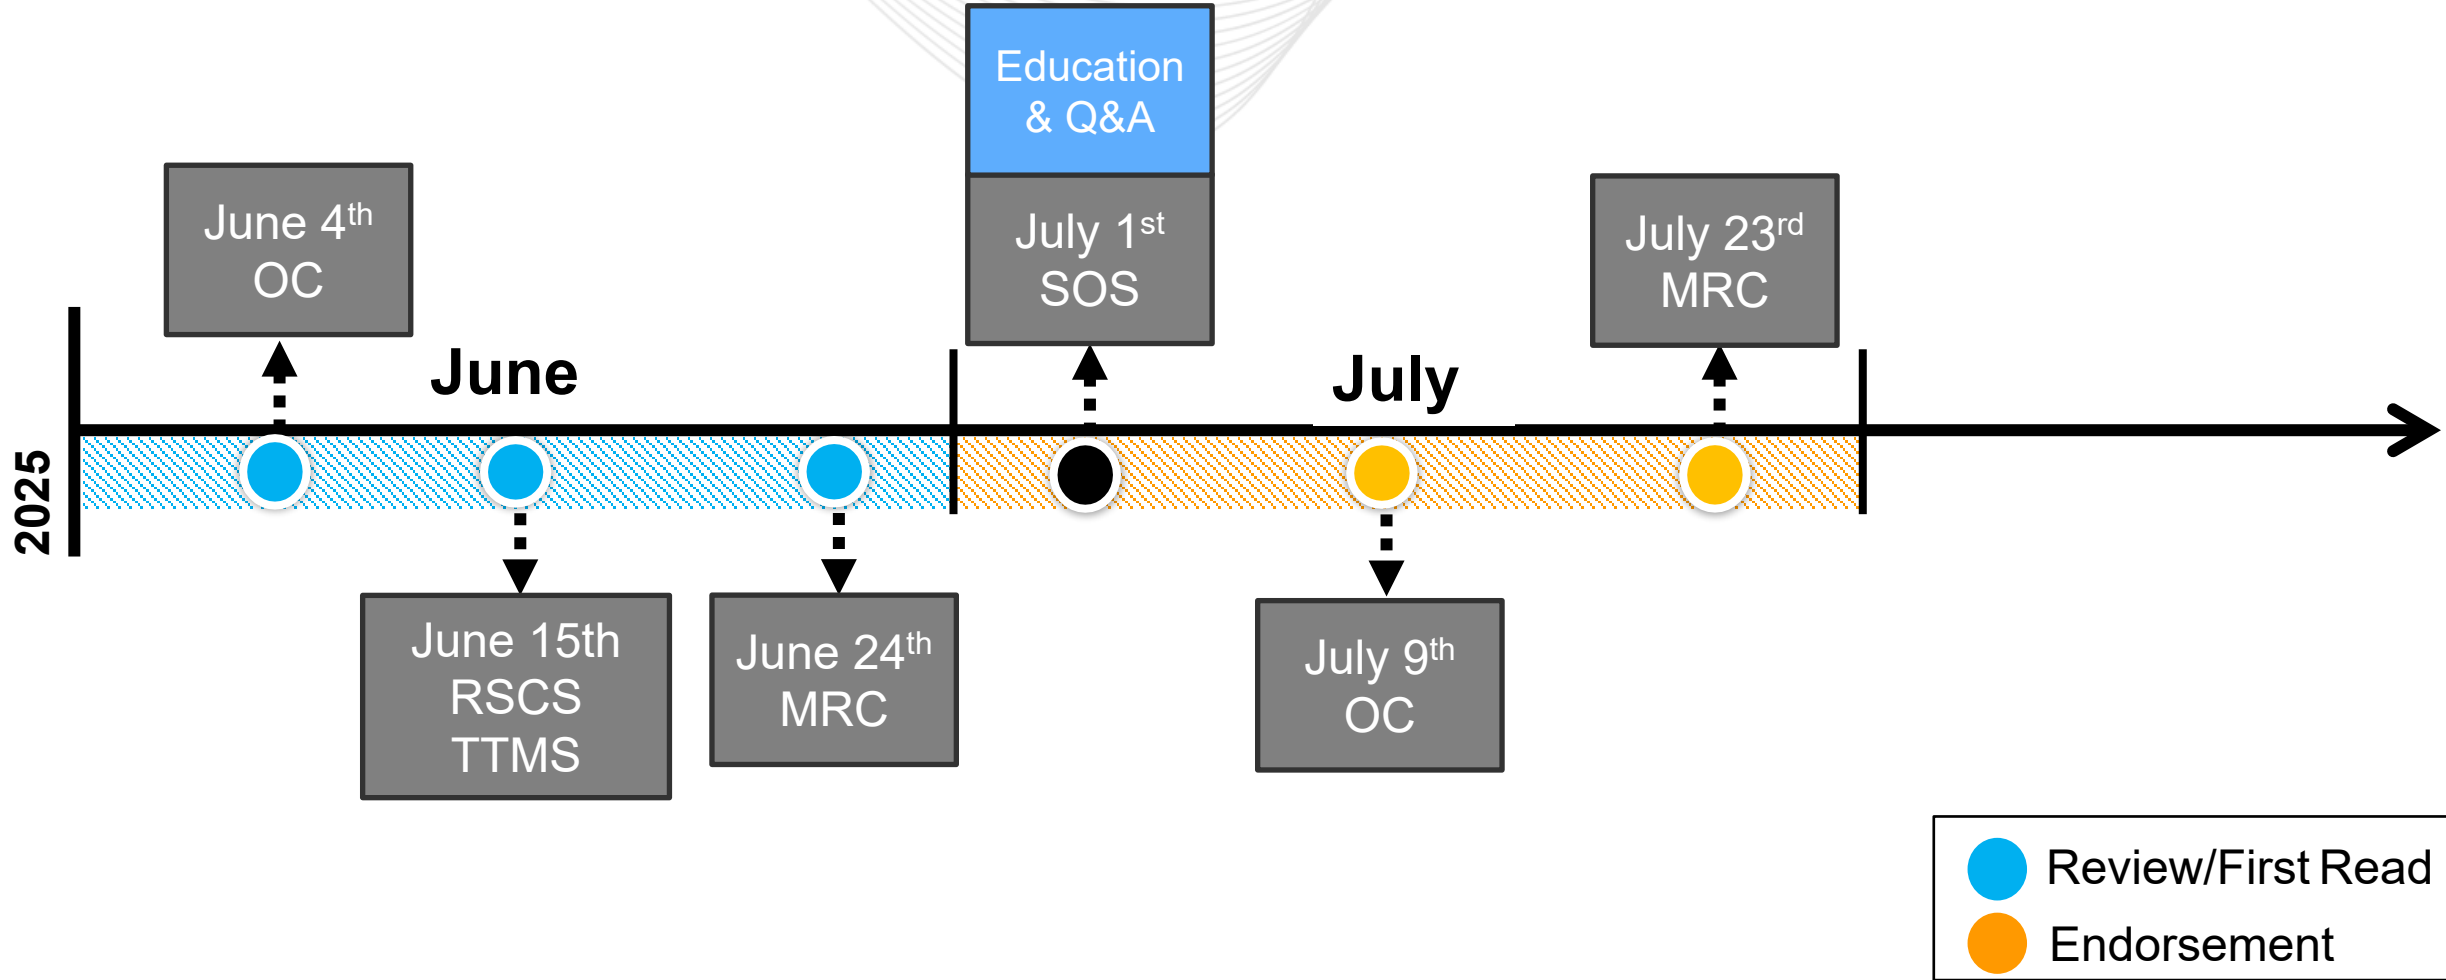 Education
& Q&A
June 4th
OC
July 1st
SOS
July 23rd
MRC
June
July
2025
June 15th
RSCS
TTMS
June 24th
MRC
July 9th
OC
Review/First Read
Endorsement